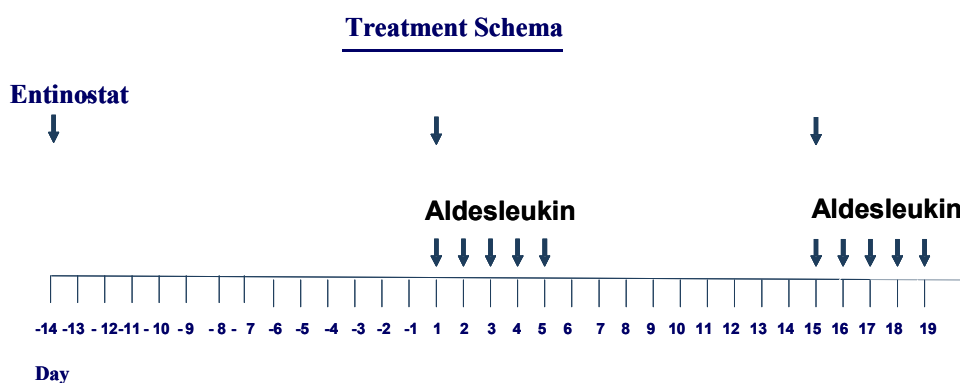 Treatment Schema
Entinostat
Aldesleukin Aldesleukin
-14 -13 - 12 -11 - 10 -9 -8 - 7 -6 -5 -4 -3 -2 -1 1 2 3 4 5 6 7 8 9 10 11 12 13 14 15 16 17 18 19
Day